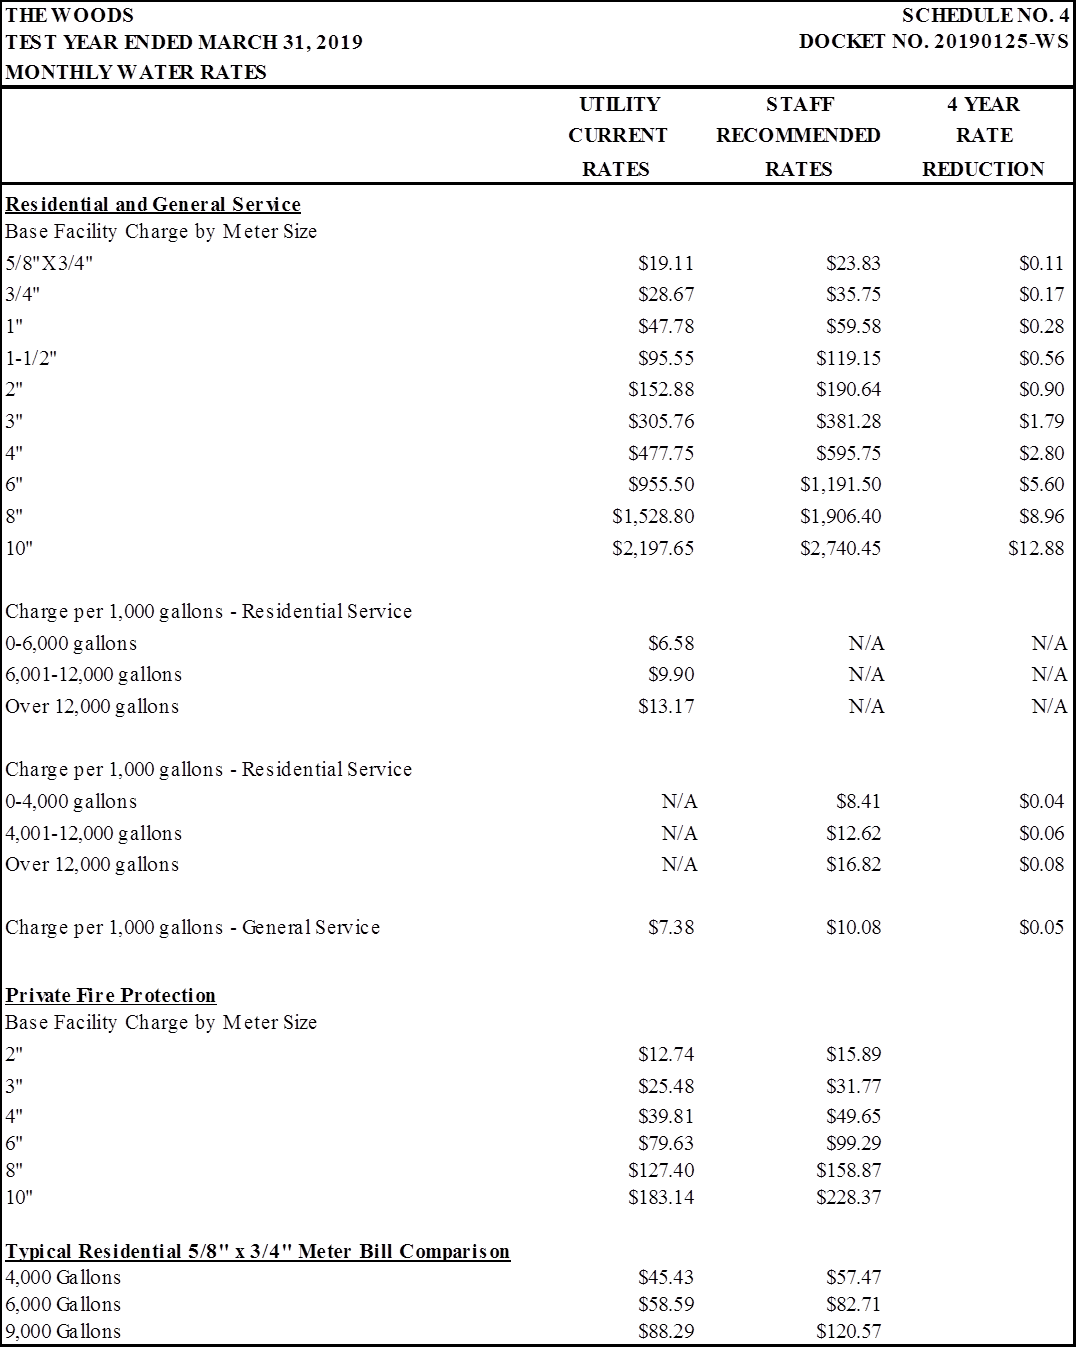 THE WOODS SCHEDULE NO. 4
TEST YEAR ENDED MARCH 31, 2019 DOCKET NO. 20190125-WS
MONTHLY WATER RATES
UTILITY STAFF 4 YEAR
CURRENT RECOMMENDED RATE
RATES RATES REDUCTION
Residential and General Service
Base Facility Charge by Meter Size
5/8"X3/4" $19.11 $23.83 $0.11
3/4" $28.67 $35.75 $0.17
1" $47.78 $59.58 $0.28
1-1/2" $95.55 $119.15 $0.56
2" $152.88 $190.64 $0.90
3" $305.76 $381.28 $1.79
4" $477.75 $595.75 $2.80
6" $955.50 $1,191.50 $5.60
8" $1,528.80 $1,906.40 $8.96
10" $2,197.65 $2,740.45 $12.88
Charge per 1,000 gallons - Residential Service
0-6,000 gallons $6.58 N/A N/A
6,001-12,000 gallons $9.90 N/A N/A
Over 12,000 gallons $13.17 N/A N/A
Charge per 1,000 gallons - Residential Service
0-4,000 gallons N/A $8.41 $0.04
4,001-12,000 gallons N/A $12.62 $0.06
Over 12,000 gallons N/A $16.82 $0.08
Charge per 1,000 gallons - General Service $7.38 $10.08 $0.05
Private Fire Protection
Base Facility Charge by Meter Size
2" $12.74 $15.89
3" $25.48 $31.77
4" $39.81 $49.65
6" $79.63 $99.29
8" $127.40 $158.87
10" $183.14 $228.37
Typical Residential 5/8" x 3/4" Meter Bill Comparison
4,000 Gallons $45.43 $57.47
6,000 Gallons $58.59 $82.71
9,000 Gallons $88.29 $120.57